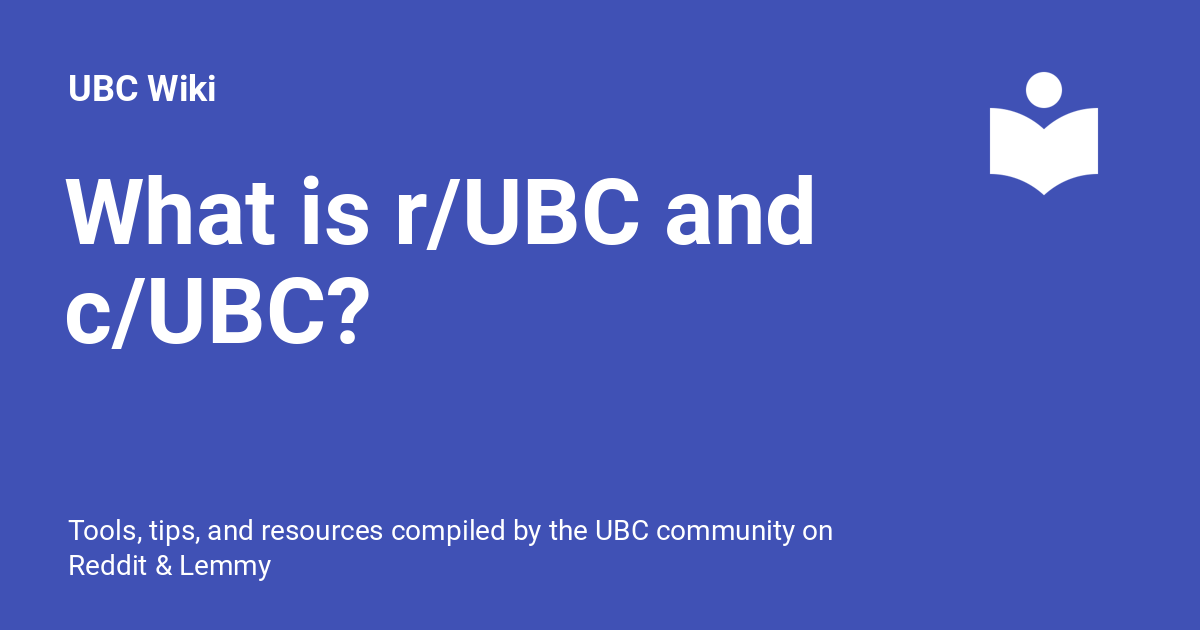 UBC Wiki
What is r/UBC and
c/UBC?
Tools, tips, and resources compiled by the UBC community on
Reddit & Lemmy